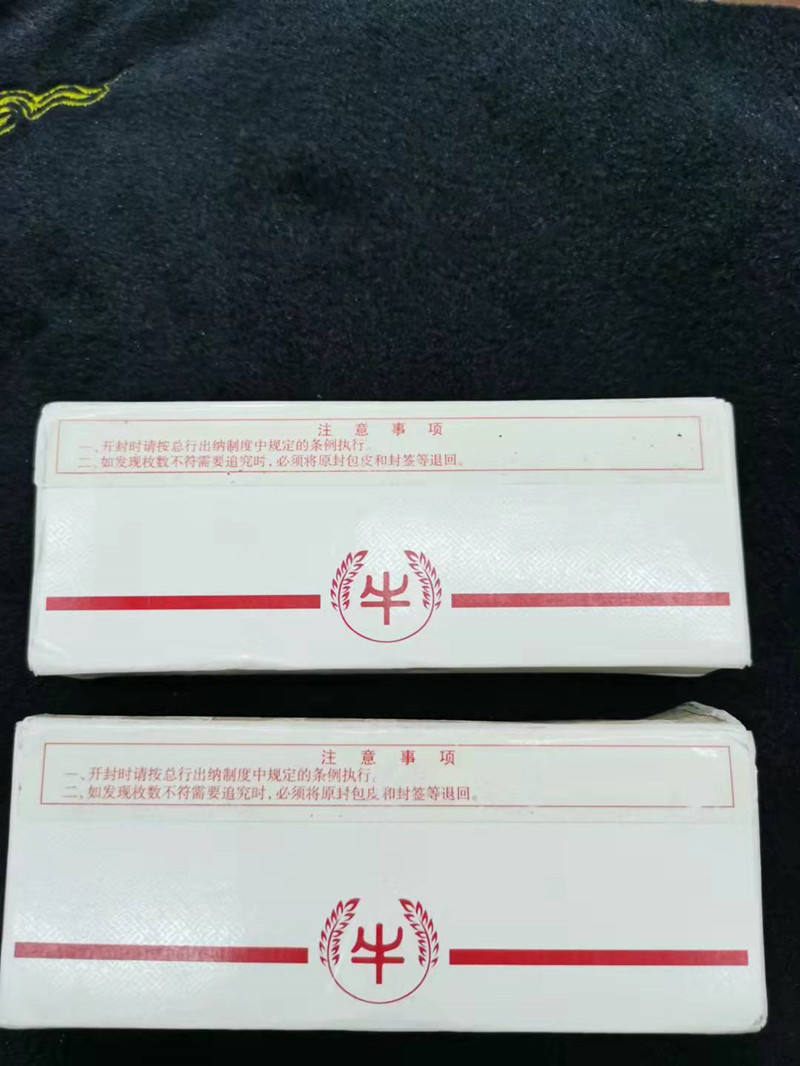 注意事项
一、开封时请按总行出纳制度中规定的条例执行。
二、如发现枚数不符需要追究时，必须将原封包皮和封签等退回。
牛
注意事项
一、开封时请按总行出纳制度中规定的条例执行。
二、如发现枚数不符需要追究时，必须将原封包皮和封签等退回。
牛